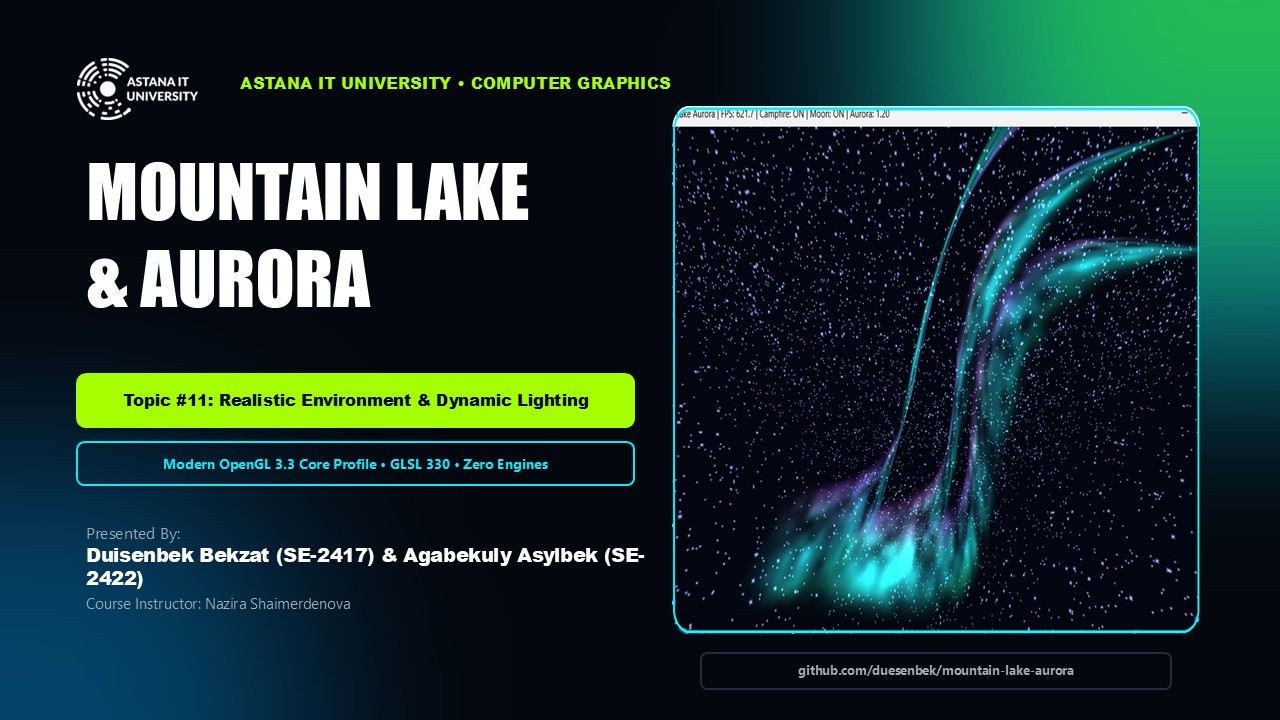 ASTANA IT
UNIVERSITY
ASTANA IT UNIVERSITY • COMPUTER GRAPHICS
MOUNTAIN LAKE
& AURORA
Topic #11: Realistic Environment & Dynamic Lighting
Modern OpenGL 3.3 Core Profile • GLSL 330 • Zero Engines
Presented By:
Duisenbek Bekzat (SE-2417) & Agabekuly Asylbek (SE-
2422)
Course Instructor: Nazira Shaimerdenova
Aurora | FPS: 621.7 | Campfire: ON | Moon: ON | Aurora: 1.20
github.com/duesenbek/mountain-lake-aurora